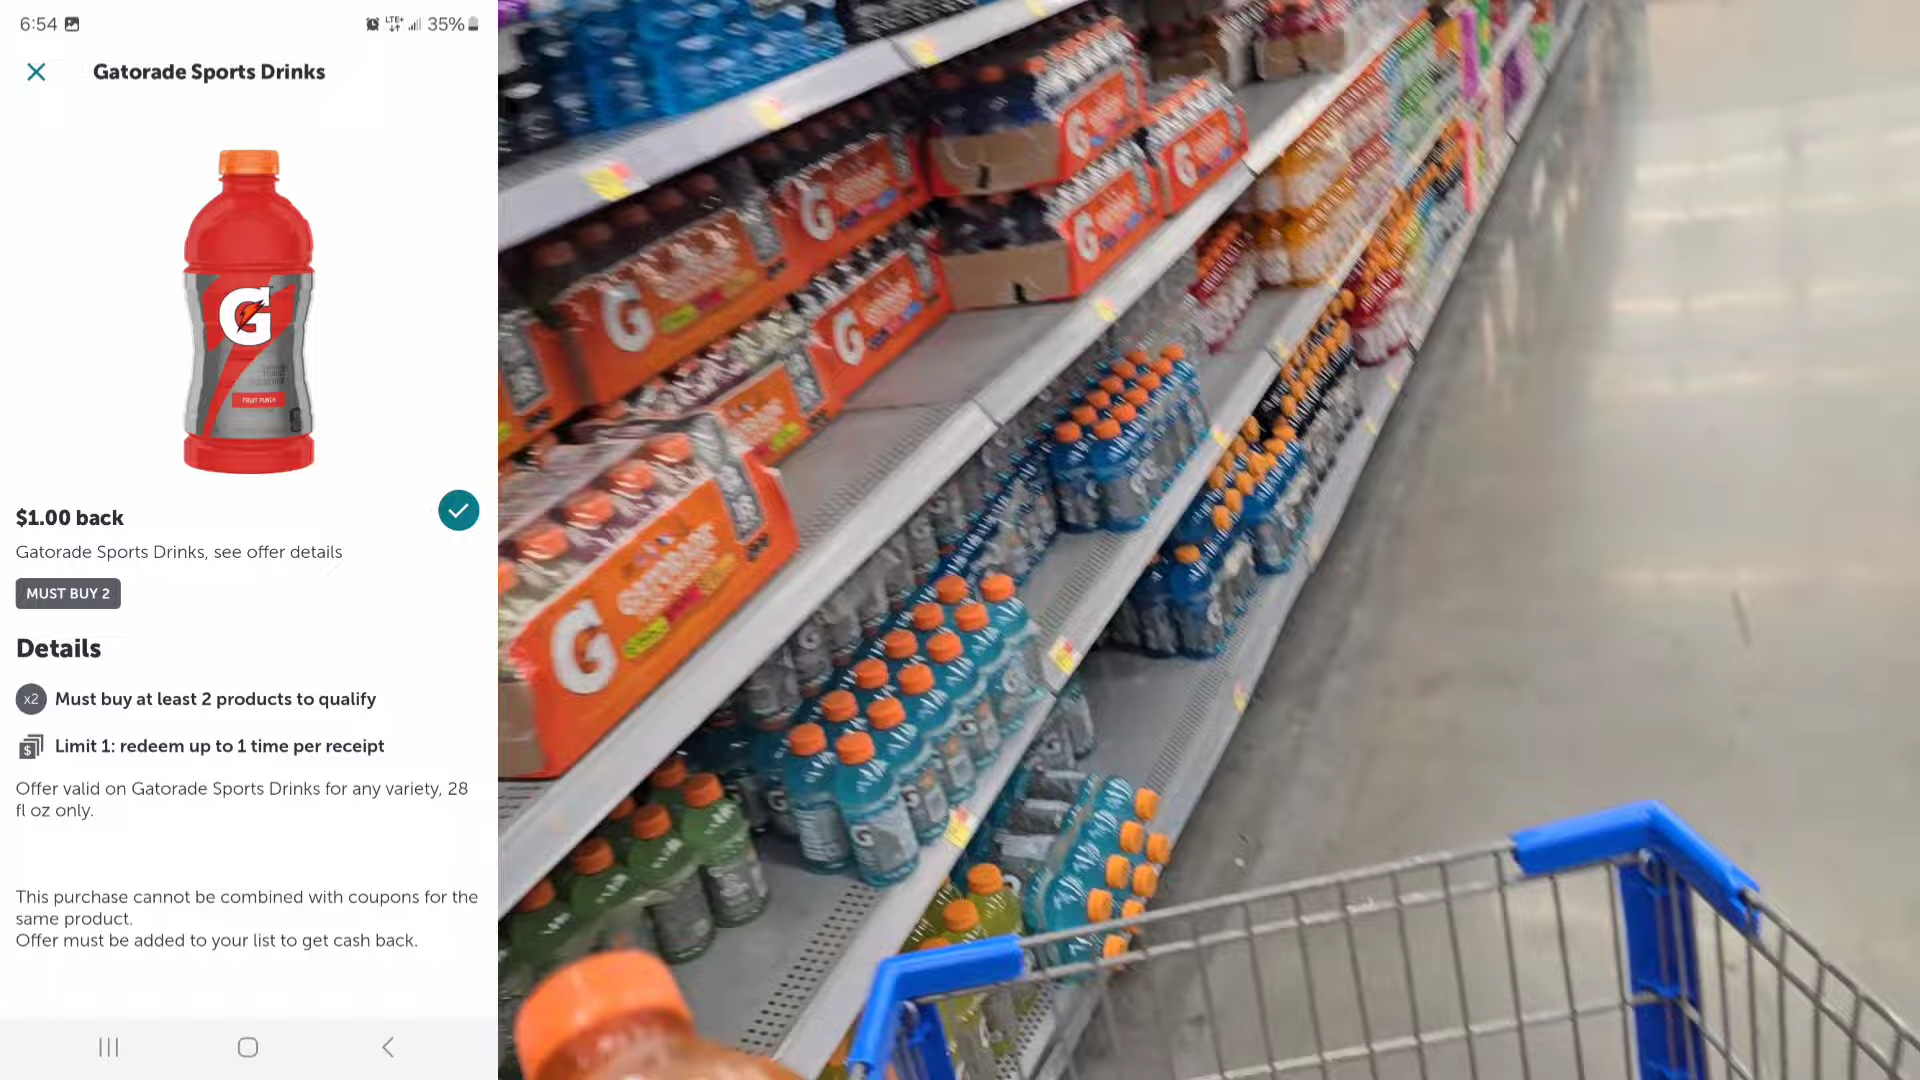 6:54
LTE+
35%
Gatorade Sports Drinks
G
FRUIT PUNCH
$1.00 back
Gatorade Sports Drinks, see offer details
MUST BUY 2
Details
x2 Must buy at least 2 products to qualify
$ Limit 1: redeem up to 1 time per receipt
Offer valid on Gatorade Sports Drinks for any variety, 28
fl oz only.
This purchase cannot be combined with coupons for the
same product.
Offer must be added to your list to get cash back.
G
G
G
G
G
G
G